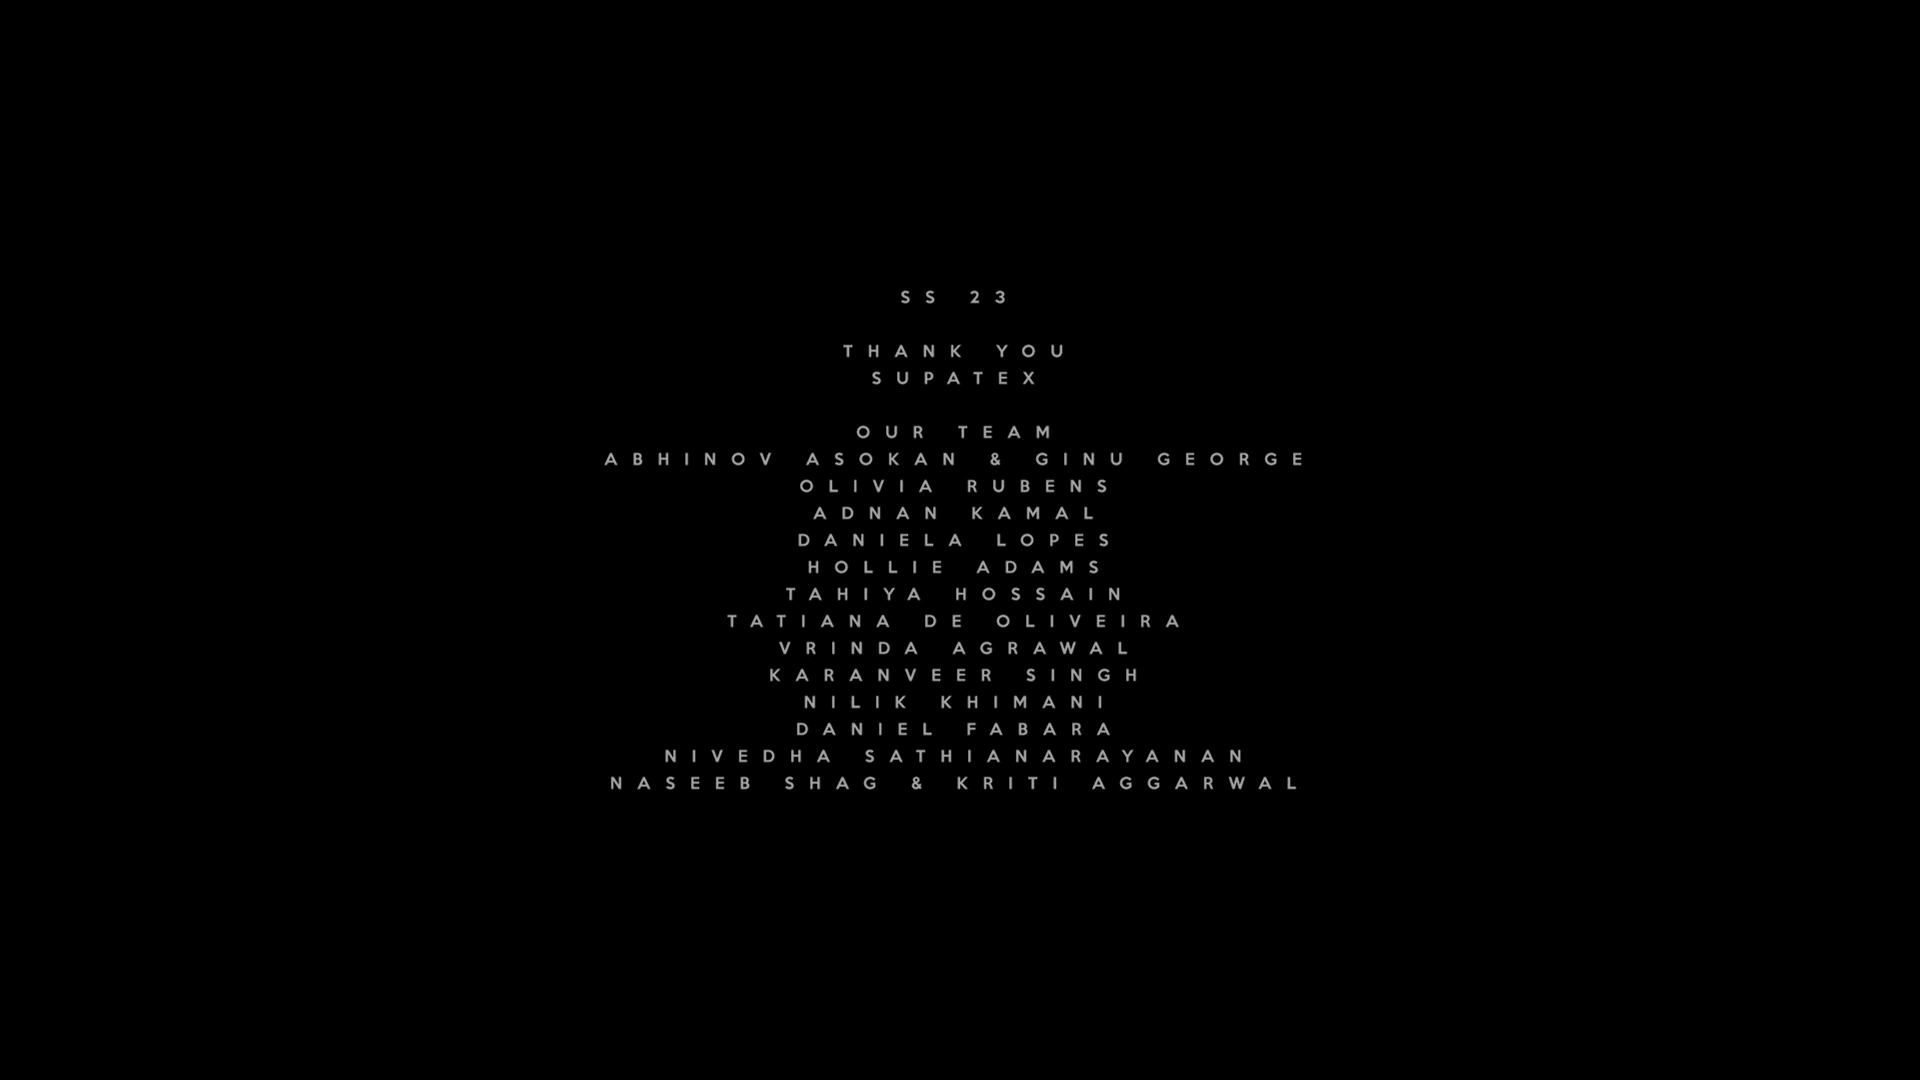 SS 23
THANK YOU
SUPATEX
OUR TEAM
ABHINOV ASOKAN & GINU GEORGE
OLIVIA RUBENS
ADNAN KAMAL
DANIELA LOPES
HOLLIE ADAMS
TAHIYA HOSSAIN
TATIANA DE OLIVEIRA
VRINDA AGRAWAL
KARANVEER SINGH
NILIK KHIMANI
DANIEL FABARA
NIVEDHA SATHIANARAYANAN
NASEEB SHAG & KRITI AGGARWAL